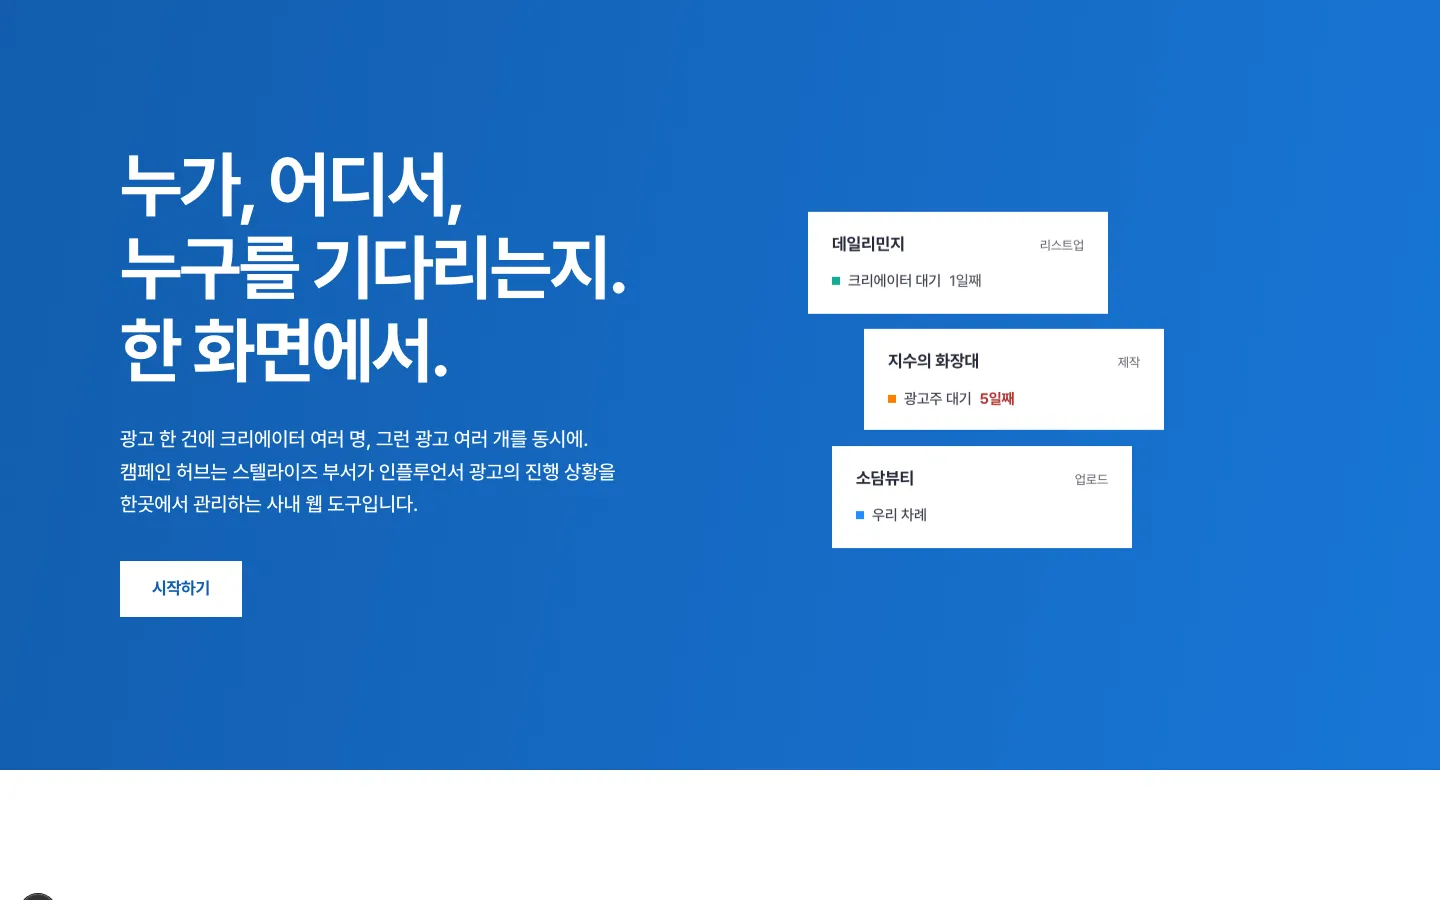 누가, 어디서,
누구를 기다리는지.
한 화면에서.
광고 한 건에 크리에이터 여러 명, 그런 광고 여러 개를 동시에.
캠페인 허브는 스텔라이즈 부서가 인플루언서 광고의 진행 상황을
한곳에서 관리하는 사내 웹 도구입니다.
시작하기
데일리민지 리스트업
크리에이터 대기 1일째
지수의 화장대 제작
광고주 대기 5일째
소담뷰티 업로드
우리 차례